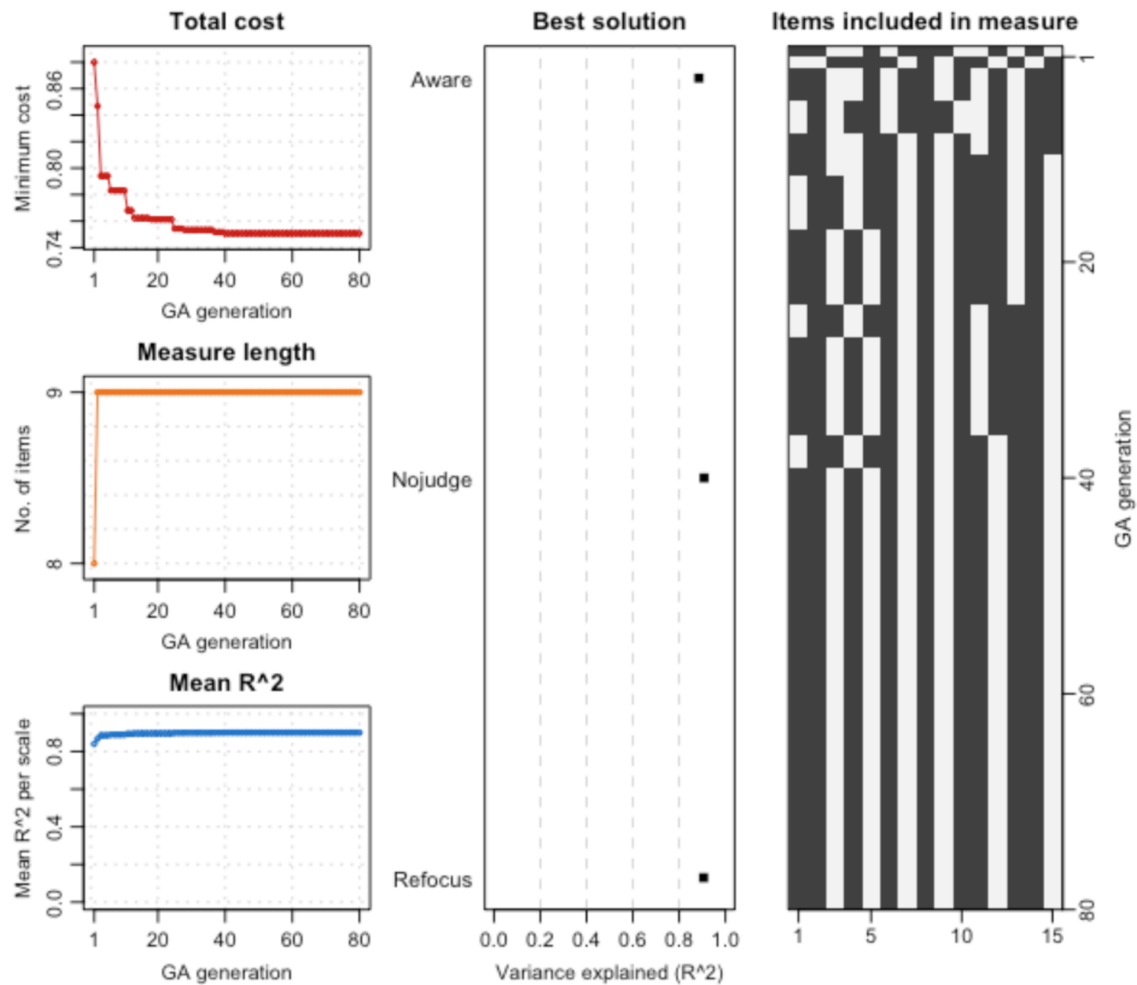 Total cost
Minimum cost
0.86
0.80
0.74
1 20 40 60 80
GA generation
Measure length
No. of items
9
8
1 20 40 60 80
GA generation
Mean R^2
Mean R^2 per scale
0.8
0.4
0.0
1 20 40 60 80
GA generation
Best solution
Aware
Nojudge
Refocus
0.0 0.2 0.4 0.6 0.8 1.0
Variance explained (R^2)
Items included in measure
1
20
40
60
80
GA generation
1 5 10 15